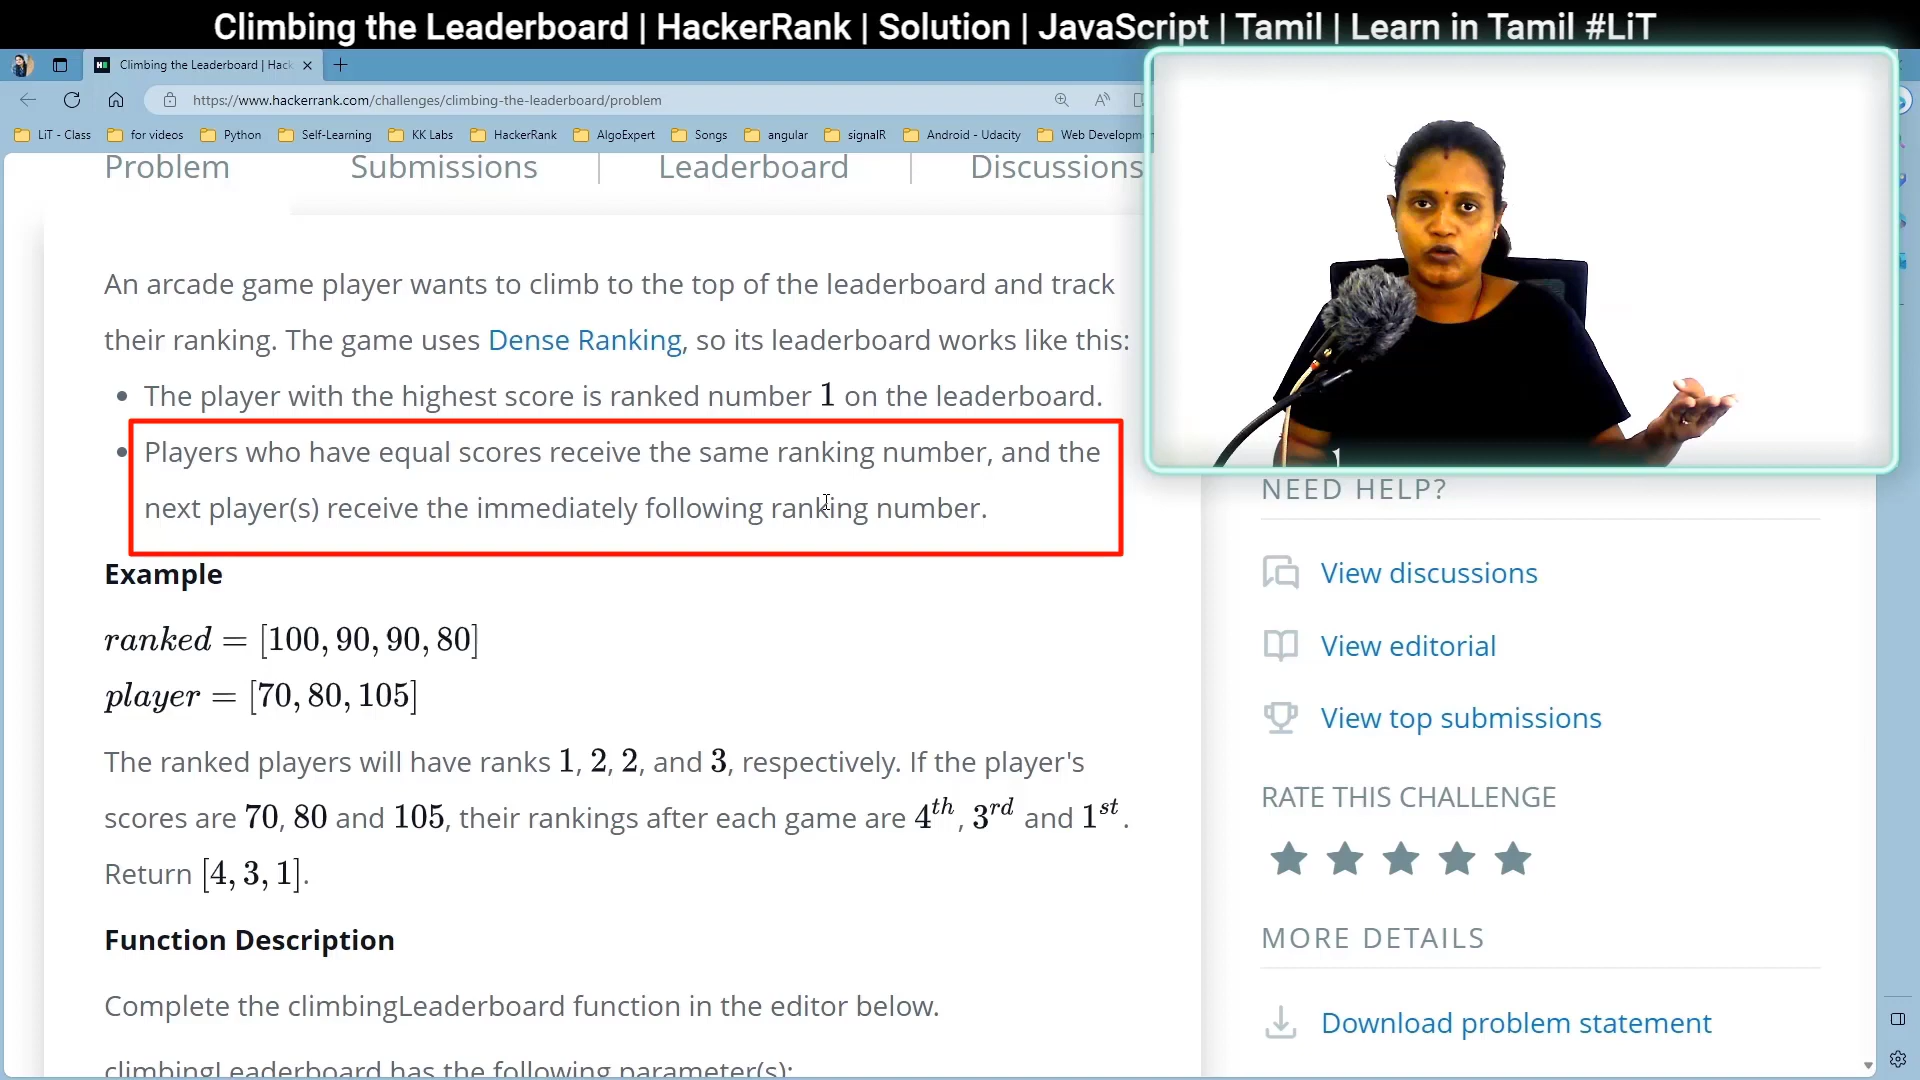 Climbing the Leaderboard | HackerRank | Solution | JavaScript | Tamil | Learn in Tamil #LiT
Climbing the Leaderboard | Hack
https://www.hackerrank.com/challenges/climbing-the-leaderboard/problem
LiT - Class for videos Python Self-Learning KK Labs HackerRank AlgoExpert Songs angular signalR Android - Udacity Web Developm
Problem Submissions Leaderboard Discussions
An arcade game player wants to climb to the top of the leaderboard and track
their ranking. The game uses Dense Ranking, so its leaderboard works like this:
• The player with the highest score is ranked number 1 on the leaderboard.
• Players who have equal scores receive the same ranking number, and the
next player(s) receive the immediately following ranking number.
Example
ranked = [100, 90, 90, 80]
player = [70, 80, 105]
The ranked players will have ranks 1, 2, 2, and 3, respectively. If the player's
scores are 70, 80 and 105, their rankings after each game are 4th, 3rd and 1st.
Return [4, 3, 1].
Function Description
Complete the climbingLeaderboard function in the editor below.
climbingLeaderboard has the following parameter(s):
NEED HELP?
View discussions
View editorial
View top submissions
RATE THIS CHALLENGE
MORE DETAILS
Download problem statement